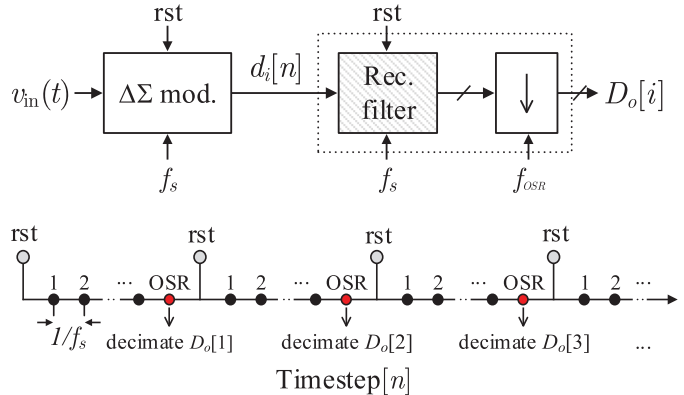 rst rst
v_in(t) ΔΣ mod. d_i[n] Rec. filter ↓ D_o[i]
f_s f_s f_OSR
rst rst rst rst
1 2 ... OSR 1 2 ... OSR 1 2 ... OSR 1 2 ...
1/f_s decimate D_o[1] decimate D_o[2] decimate D_o[3] ...
Timestep[n]